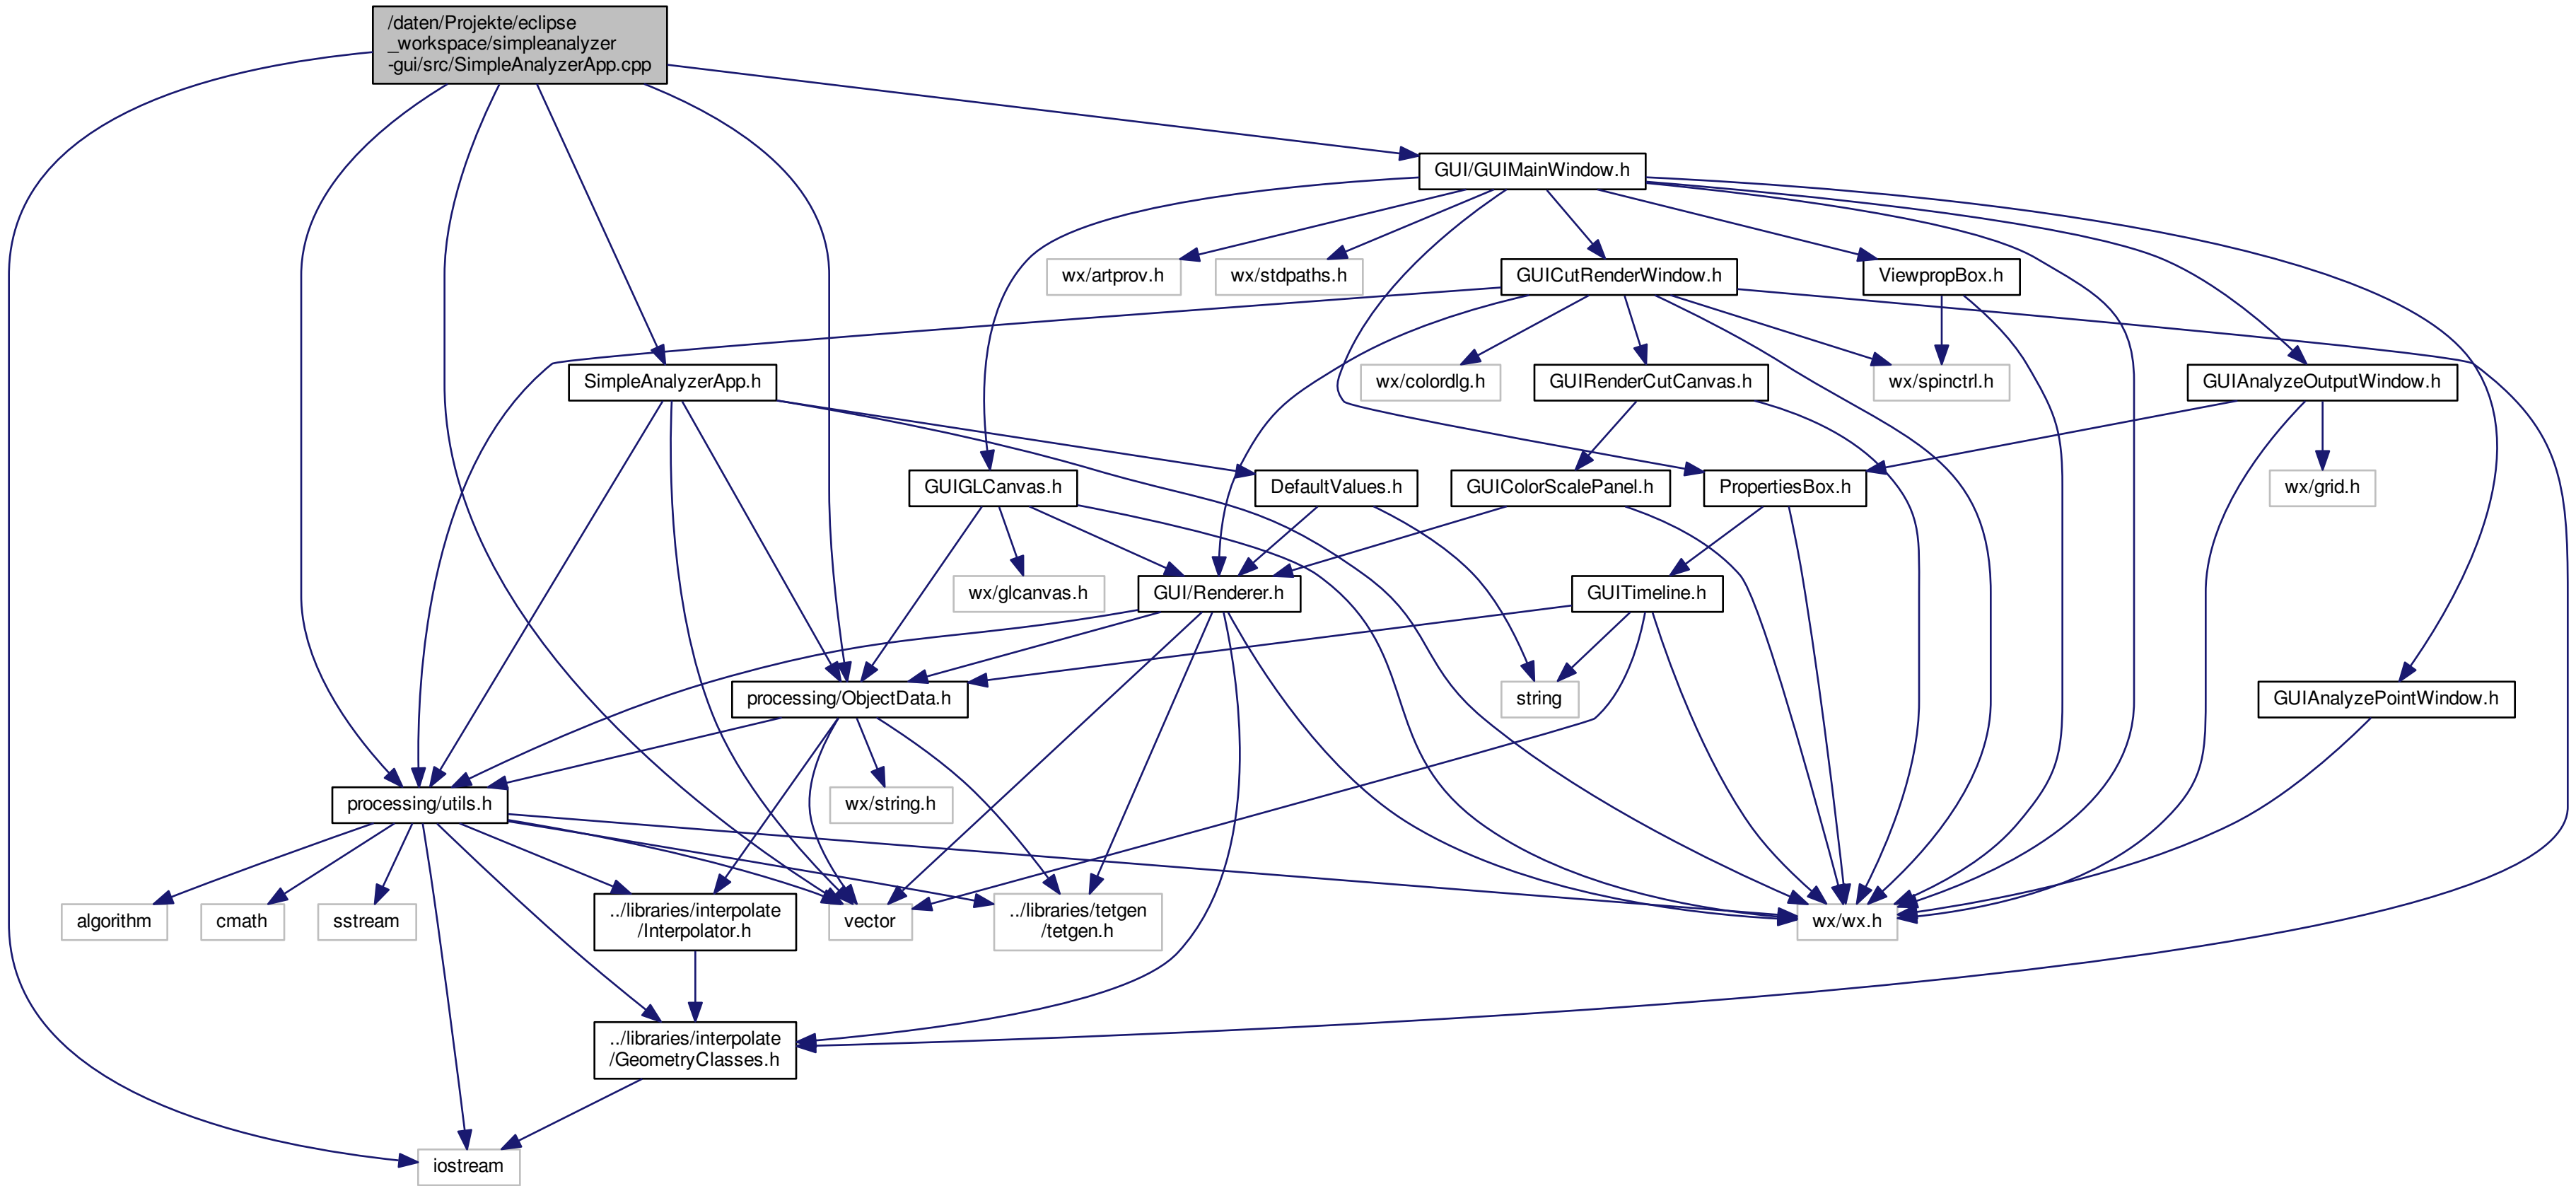 /daten/Projekte/eclipse
_workspace/simpleanalyzer
-gui/src/SimpleAnalyzerApp.cpp
GUI/GUIMainWindow.h
wx/artprov.h
wx/stdpaths.h
GUICutRenderWindow.h
ViewpropBox.h
SimpleAnalyzerApp.h
wx/colordlg.h
GUIRenderCutCanvas.h
wx/spinctrl.h
GUIAnalyzeOutputWindow.h
GUIGLCanvas.h
DefaultValues.h
GUIColorScalePanel.h
PropertiesBox.h
wx/grid.h
wx/glcanvas.h
GUI/Renderer.h
GUITimeline.h
processing/ObjectData.h
string
GUIAnalyzePointWindow.h
processing/utils.h
wx/string.h
algorithm
cmath
sstream
../libraries/interpolate
/Interpolator.h
vector
../libraries/tetgen
/tetgen.h
wx/wx.h
../libraries/interpolate
/GeometryClasses.h
iostream